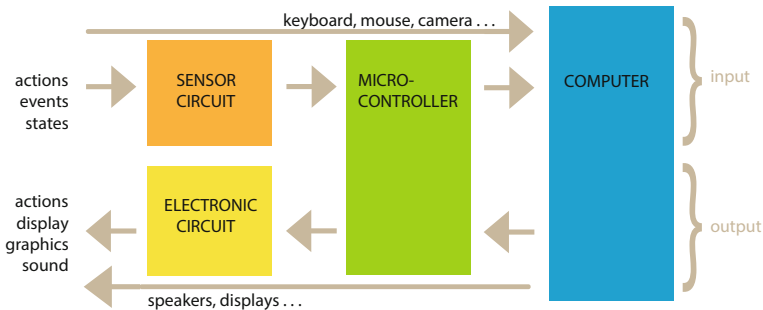 keyboard, mouse, camera . . .
actions
events
states
SENSOR
CIRCUIT
MICRO-
CONTROLLER
COMPUTER
input
actions
display
graphics
sound
ELECTRONIC
CIRCUIT
output
speakers, displays . . .